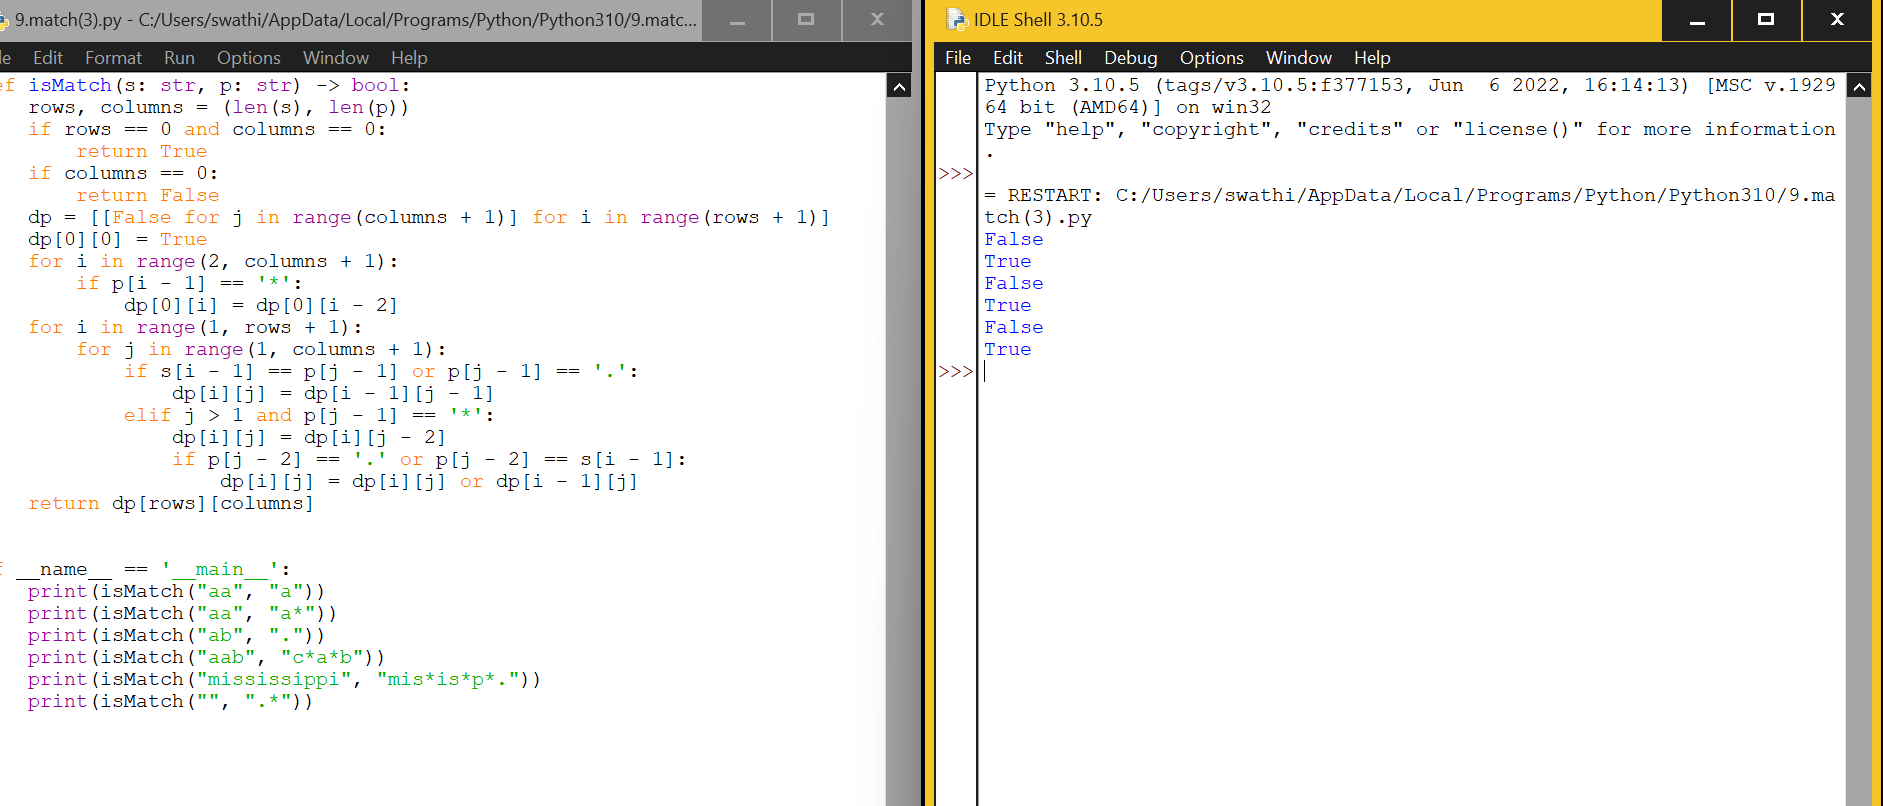 9.match(3).py - C:/Users/swathi/AppData/Local/Programs/Python/Python310/9.matc...
le Edit Format Run Options Window Help
ef isMatch(s: str, p: str) -> bool:
    rows, columns = (len(s), len(p))
    if rows == 0 and columns == 0:
        return True
    if columns == 0:
        return False
    dp = [[False for j in range(columns + 1)] for i in range(rows + 1)]
    dp[0][0] = True
    for i in range(2, columns + 1):
        if p[i - 1] == '*':
            dp[0][i] = dp[0][i - 2]
    for i in range(1, rows + 1):
        for j in range(1, columns + 1):
            if s[i - 1] == p[j - 1] or p[j - 1] == '.':
                dp[i][j] = dp[i - 1][j - 1]
            elif j > 1 and p[j - 1] == '*':
                dp[i][j] = dp[i][j - 2]
                if p[j - 2] == '.' or p[j - 2] == s[i - 1]:
                    dp[i][j] = dp[i][j] or dp[i - 1][j]
    return dp[rows][columns]
f __name__ == '__main__':
    print(isMatch("aa", "a"))
    print(isMatch("aa", "a*"))
    print(isMatch("ab", "."))
    print(isMatch("aab", "c*a*b"))
    print(isMatch("mississippi", "mis*is*p*."))
    print(isMatch("", ".*"))
IDLE Shell 3.10.5
File Edit Shell Debug Options Window Help
Python 3.10.5 (tags/v3.10.5:f377153, Jun  6 2022, 16:14:13) [MSC v.1929
64 bit (AMD64)] on win32
Type "help", "copyright", "credits" or "license()" for more information
.
>>>
= RESTART: C:/Users/swathi/AppData/Local/Programs/Python/Python310/9.ma
tch(3).py
False
True
False
True
False
True
>>>